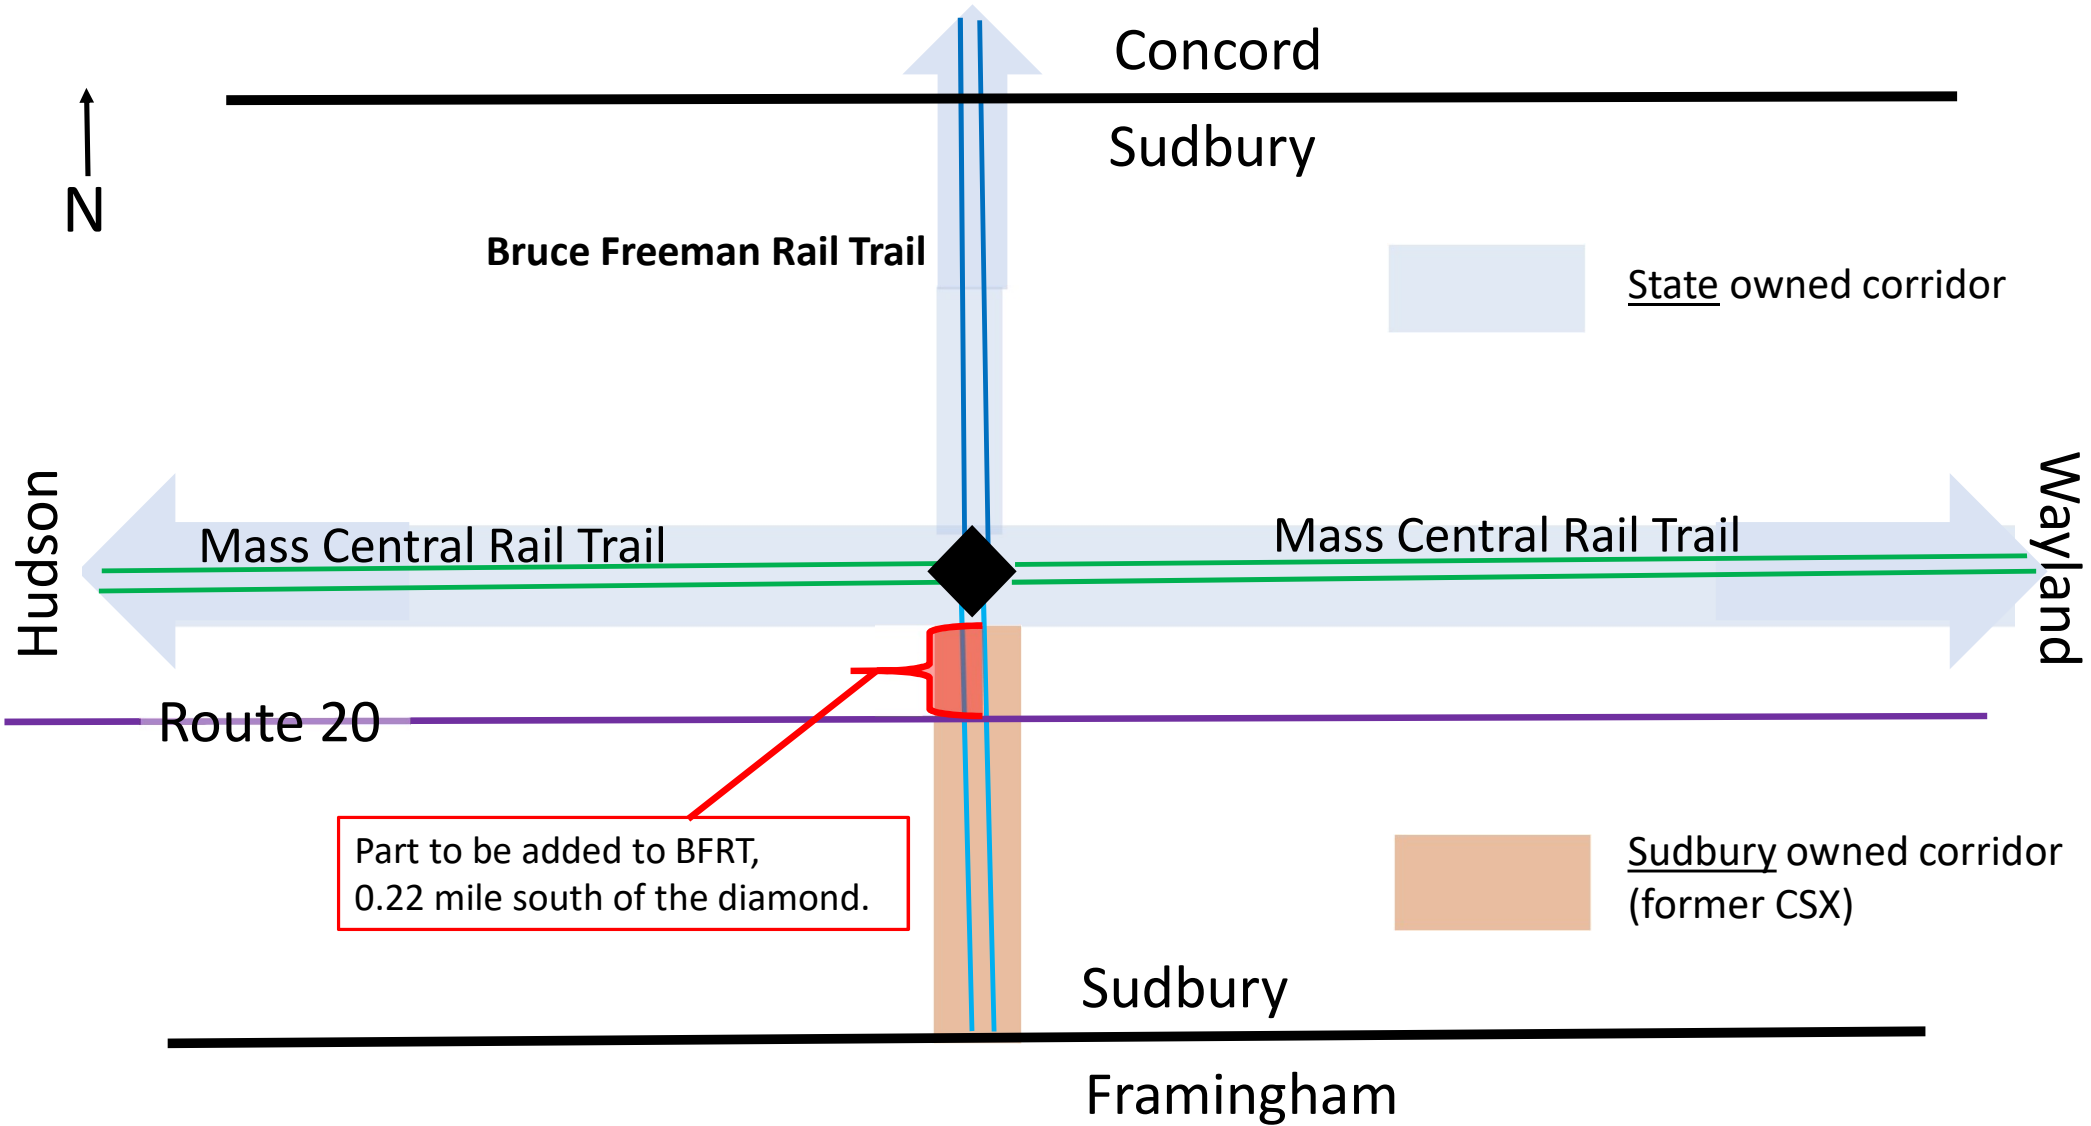 Concord
Sudbury
N
Bruce Freeman Rail Trail
State owned corridor
Hudson
Mass Central Rail Trail
Mass Central Rail Trail
Wayland
Route 20
Part to be added to BFRT,
0.22 mile south of the diamond.
Sudbury owned corridor
(former CSX)
Sudbury
Framingham